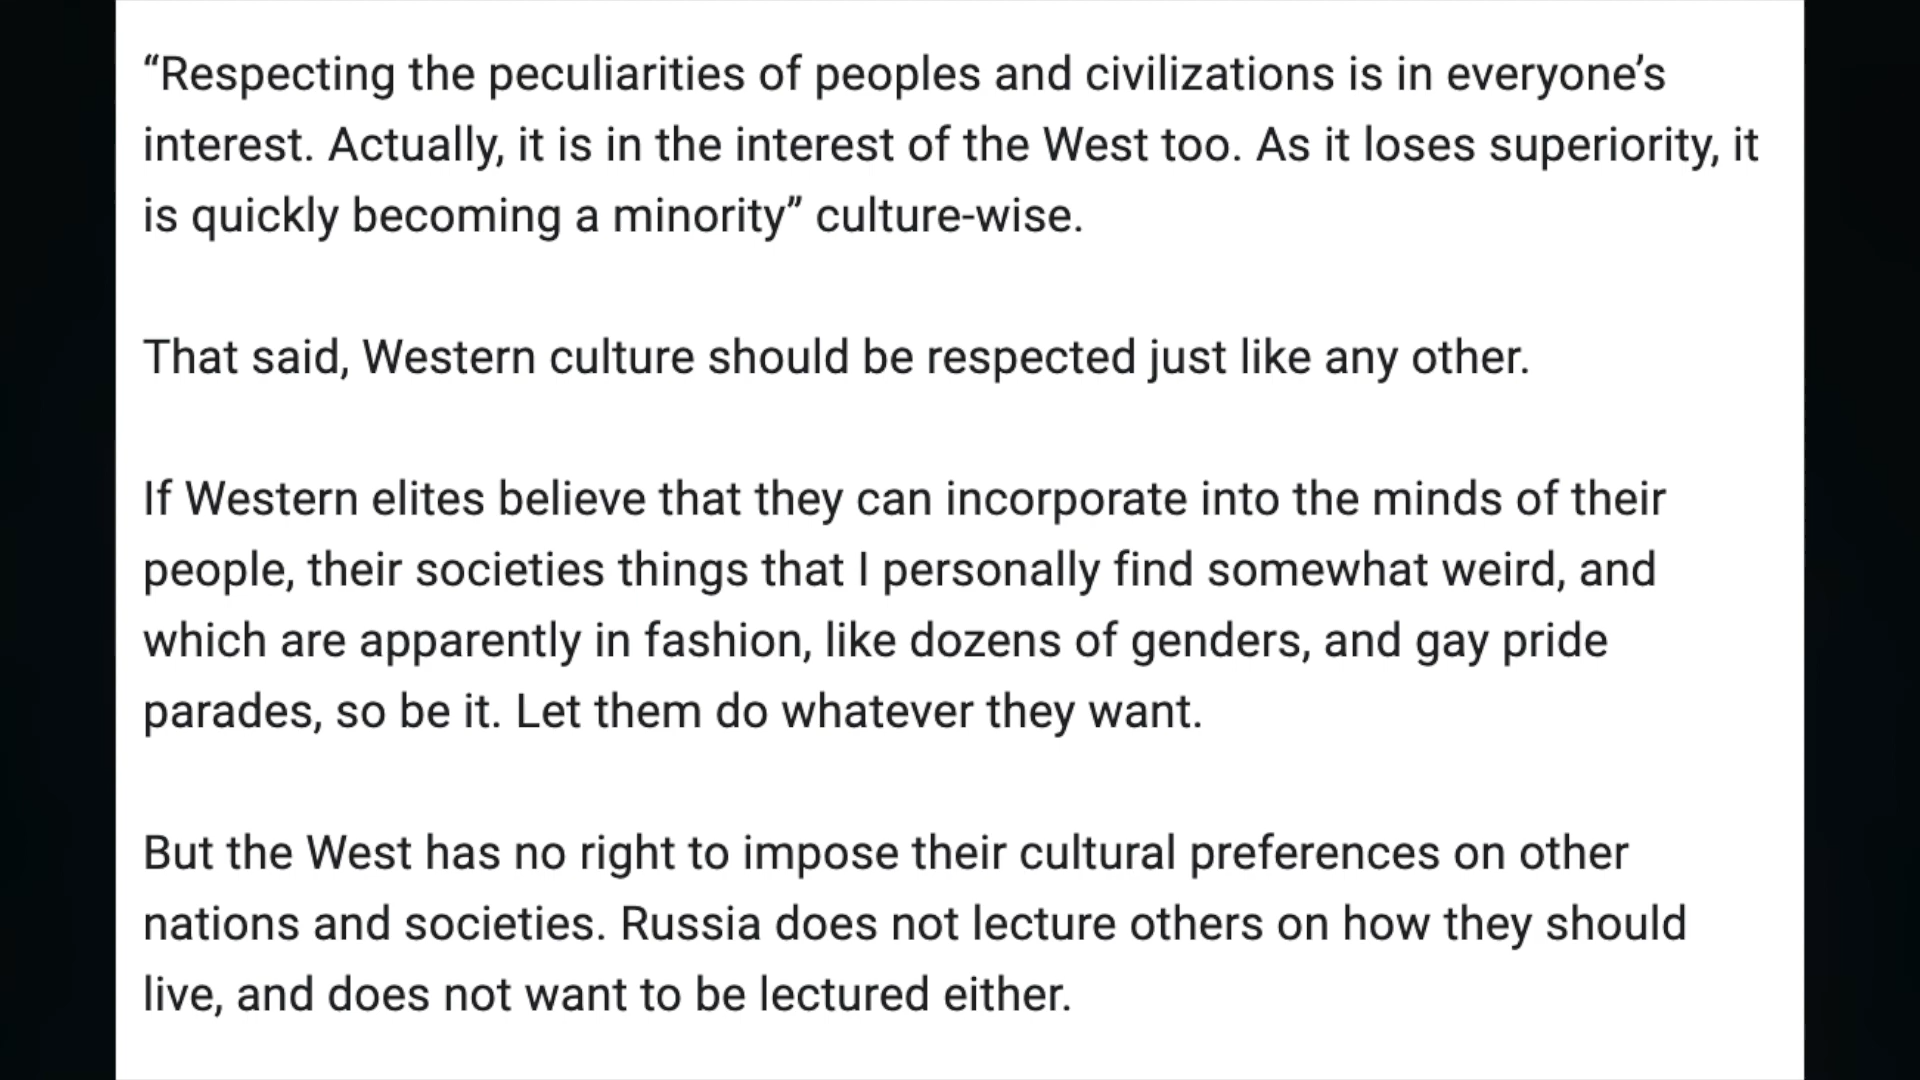 “Respecting the peculiarities of peoples and civilizations is in everyone’s
interest. Actually, it is in the interest of the West too. As it loses superiority, it
is quickly becoming a minority” culture-wise.
That said, Western culture should be respected just like any other.
If Western elites believe that they can incorporate into the minds of their
people, their societies things that I personally find somewhat weird, and
which are apparently in fashion, like dozens of genders, and gay pride
parades, so be it. Let them do whatever they want.
But the West has no right to impose their cultural preferences on other
nations and societies. Russia does not lecture others on how they should
live, and does not want to be lectured either.